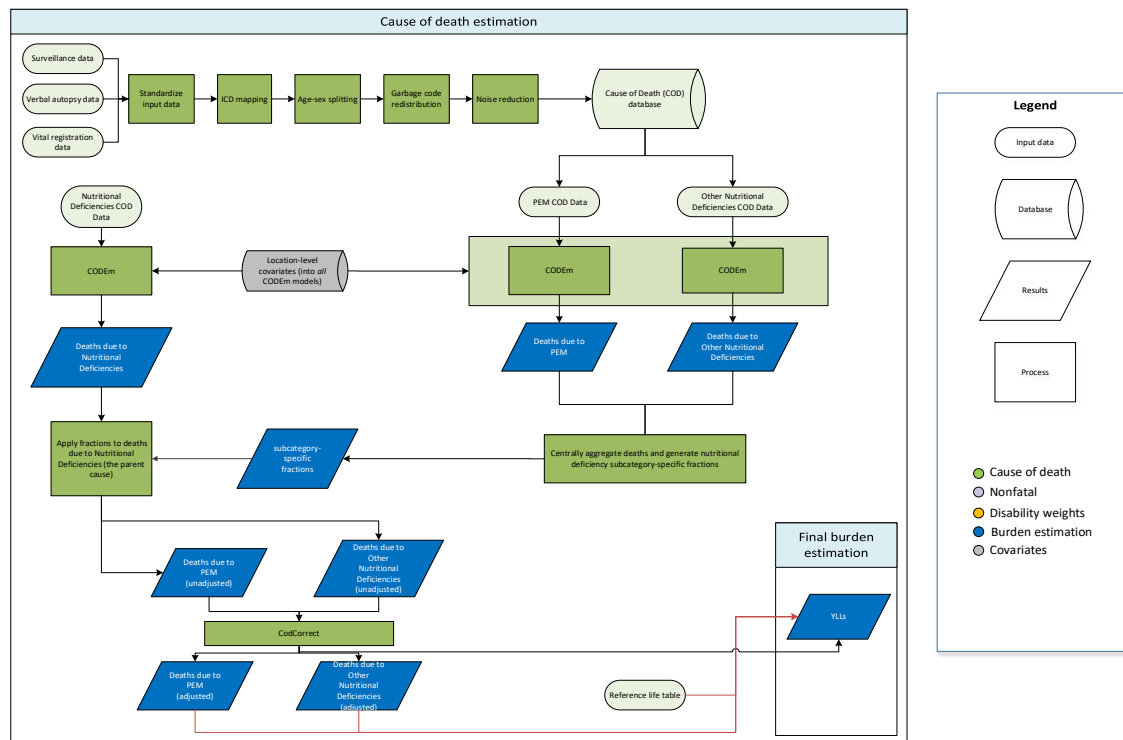 Cause of death estimation
Surveillance data
Verbal autopsy data
Vital registration
data
Standardize
input data
ICD mapping
Age-sex splitting
Garbage code
redistribution
Noise reduction
Cause of Death (COD)
database
Nutritional
Deficiencies COD
Data
PEM COD Data
Other Nutritional
Deficiencies COD Data
CODEm
Location-level
covariates (into all
CODEm models)
CODEm
CODEm
Deaths due to
Nutritional
Deficiencies
Deaths due to
PEM
Deaths due to
Other Nutritional
Deficiencies
Apply fractions to deaths
due to Nutritional
Deficiencies (the parent
cause)
subcategory-
specific
fractions
Centrally aggregate deaths and generate nutritional
deficiency subcategory-specific fractions
Deaths due to
PEM
(unadjusted)
Deaths due to
Other
Nutritional
Deficiencies
(unadjusted)
CodCorrect
Deaths due to
PEM
(adjusted)
Deaths due to
Other
Nutritional
Deficiencies
(adjusted)
Reference life table
Final burden
estimation
YLLs
Legend
Input data
Database
Results
Process
Cause of death
Nonfatal
Disability weights
Burden estimation
Covariates